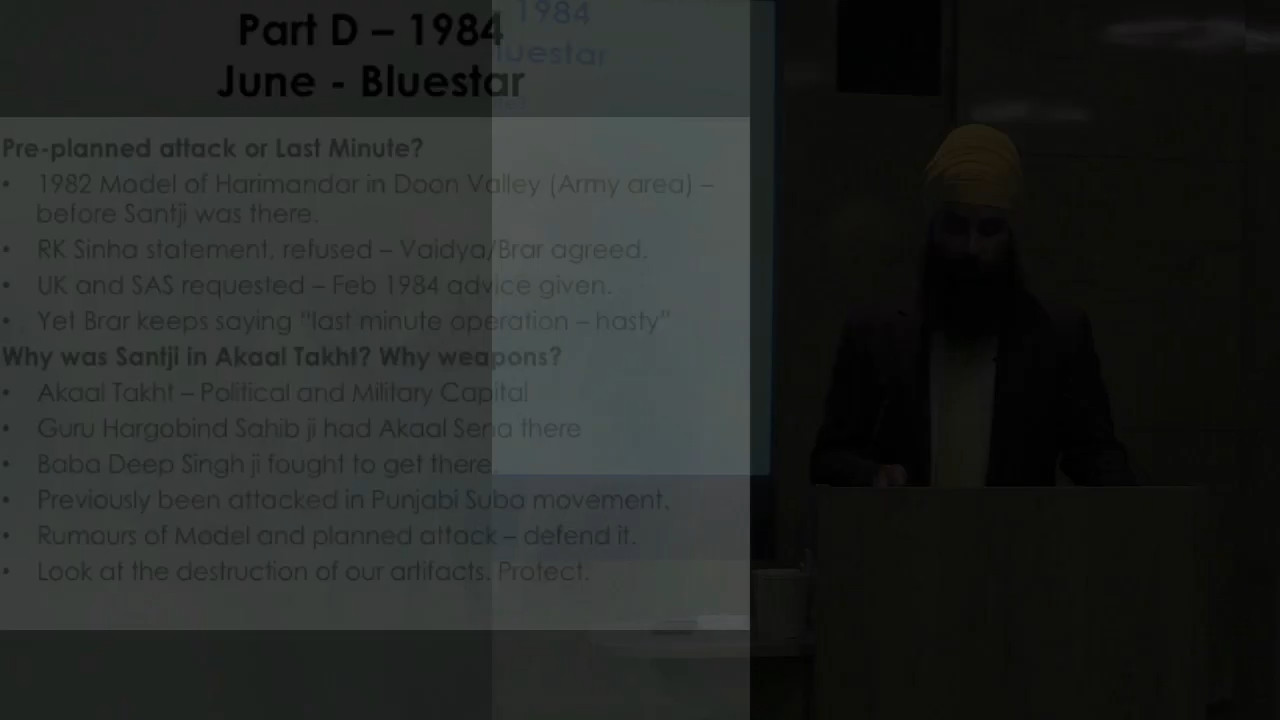 Part D – 1984
June - Bluestar
1984
luestar
Pre-planned attack or Last Minute?
• 1982 Model of Harimandar in Doon Valley (Army area) –
before Santji was there.
• RK Sinha statement, refused – Vaidya/Brar agreed.
• UK and SAS requested – Feb 1984 advice given.
• Yet Brar keeps saying "last minute operation – hasty"
Why was Santji in Akaal Takht? Why weapons?
• Akaal Takht – Political and Military Capital
• Guru Hargobind Sahib ji had Akaal Sena there
• Baba Deep Singh ji fought to get there.
• Previously been attacked in Punjabi Suba movement.
• Rumours of Model and planned attack – defend it.
• Look at the destruction of our artifacts. Protect.